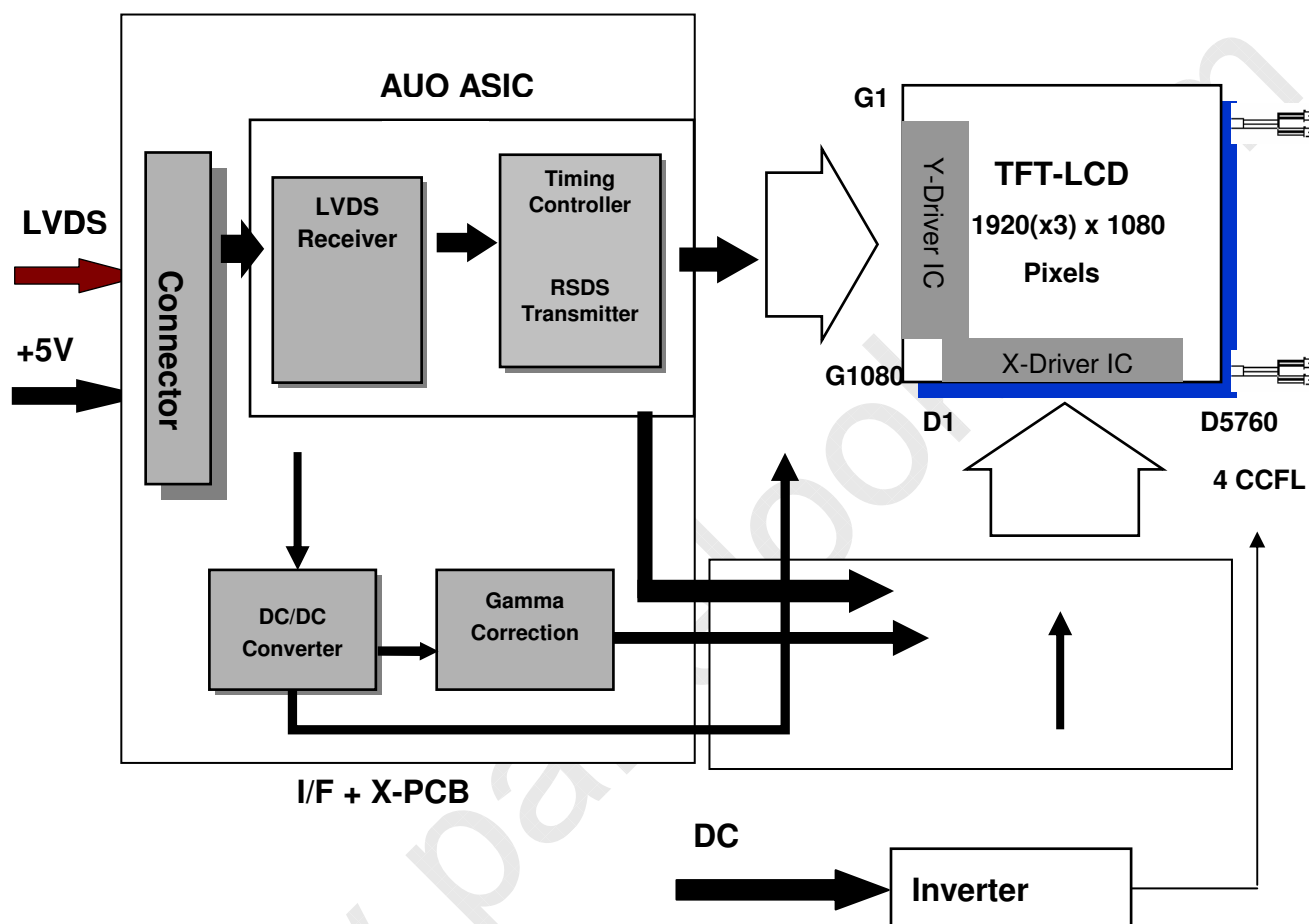 AUO ASIC
G1
LVDS
+5V
Connector
LVDS
Receiver
Timing
Controller
RSDS
Transmitter
Y-Driver IC
TFT-LCD
1920(x3) x 1080
Pixels
X-Driver IC
G1080
D1
D5760
4 CCFL
DC/DC
Converter
Gamma
Correction
I/F + X-PCB
DC
Inverter